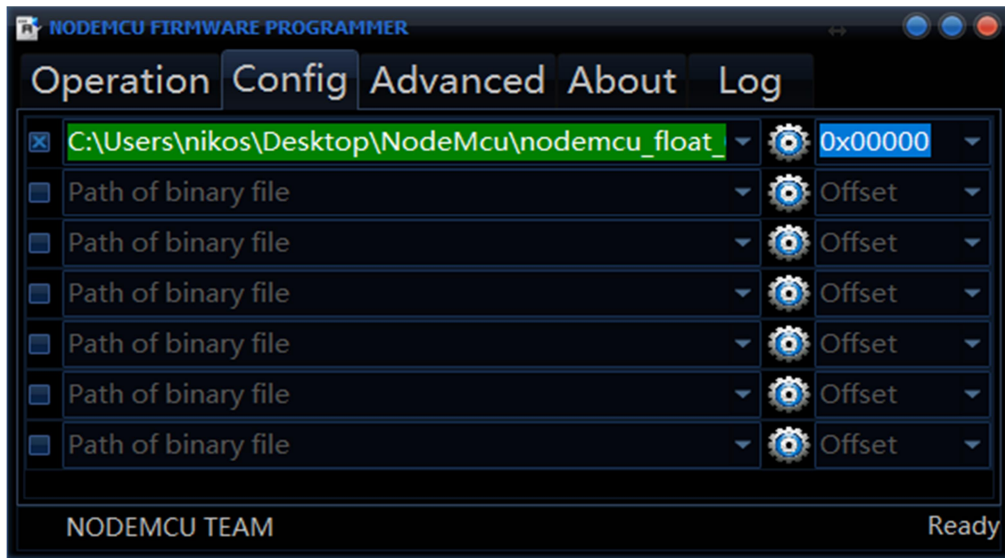 NODEMCU FIRMWARE PROGRAMMER
Operation Config Advanced About Log
C:\Users\nikos\Desktop\NodeMcu\nodemcu_float_ 0x00000
Path of binary file Offset
Path of binary file Offset
Path of binary file Offset
Path of binary file Offset
Path of binary file Offset
Path of binary file Offset
NODEMCU TEAM Ready